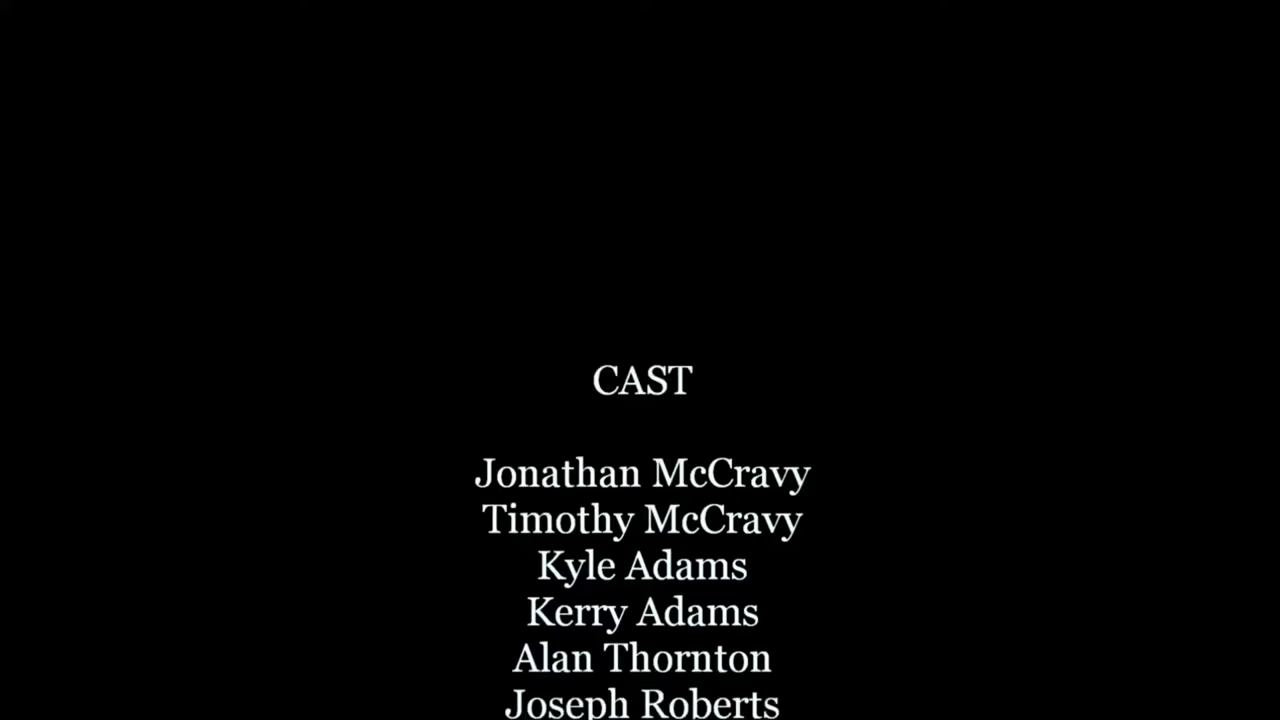 CAST
Jonathan McCravy
Timothy McCravy
Kyle Adams
Kerry Adams
Alan Thornton
Joseph Roberts